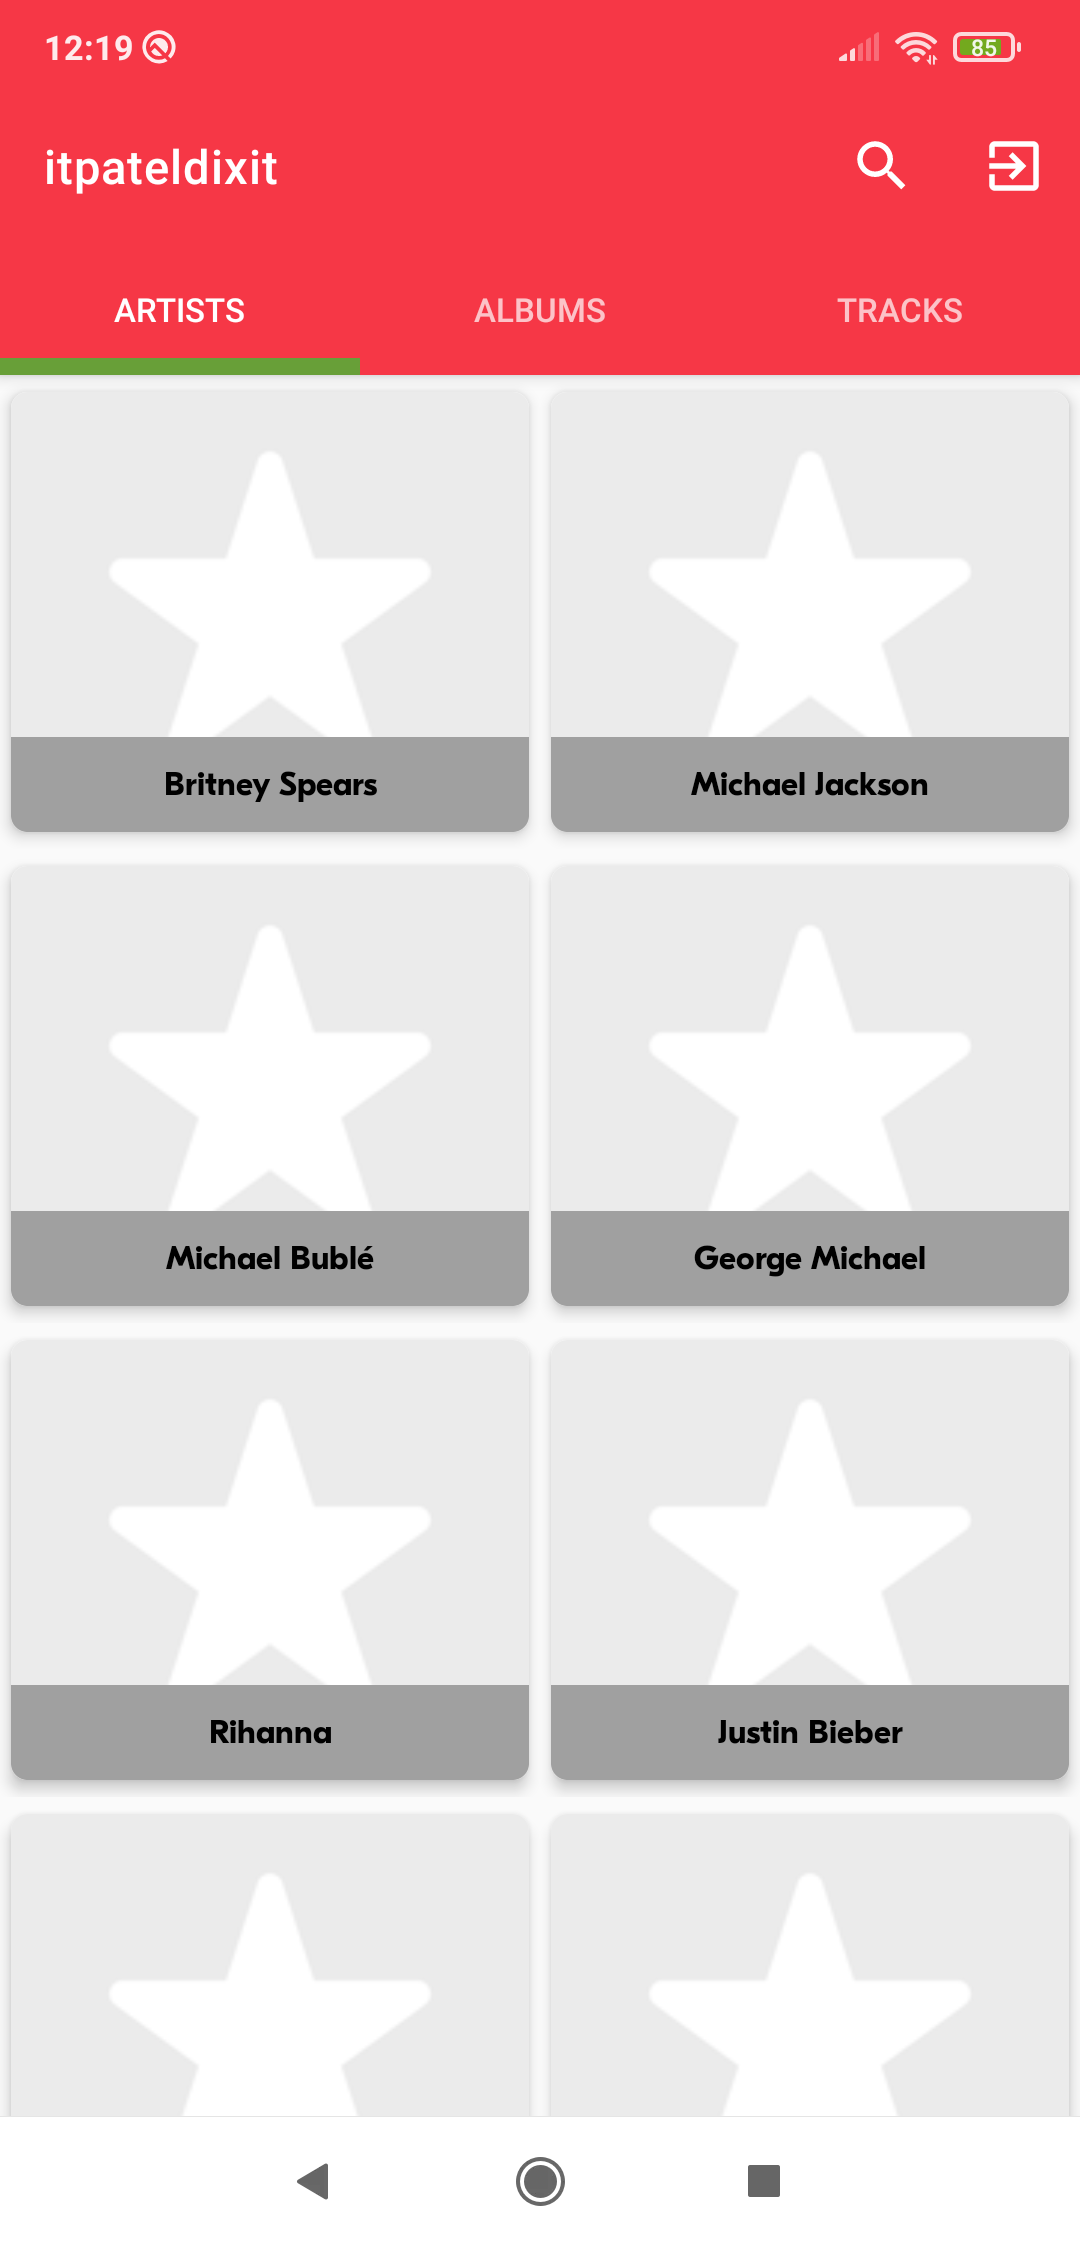 12:19 85
itpateldixit
ARTISTS ALBUMS TRACKS
Britney Spears Michael Jackson
Michael Bublé George Michael
Rihanna Justin Bieber